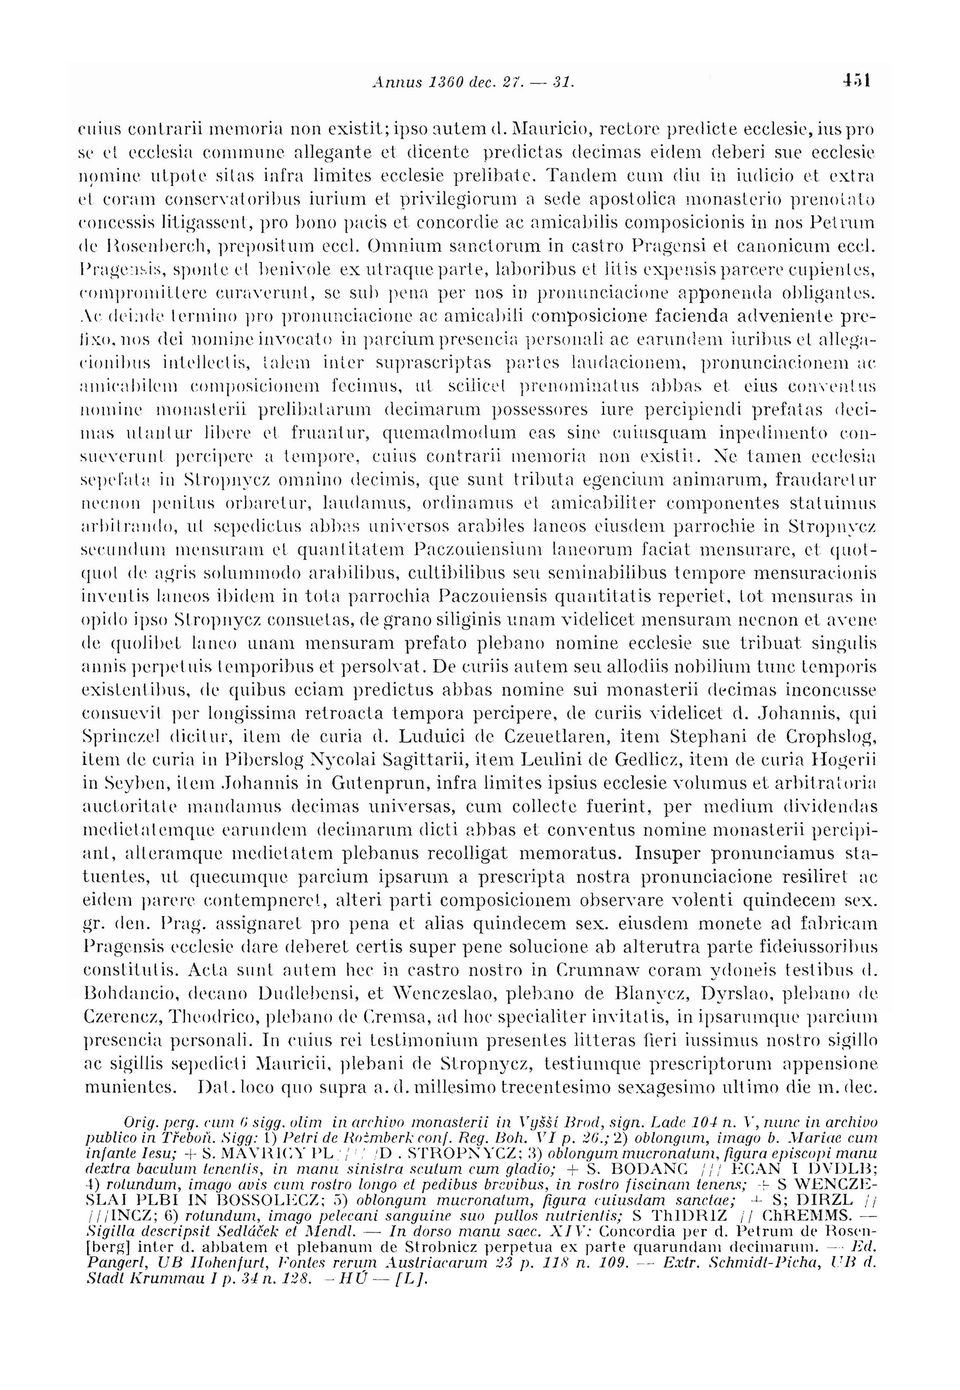 Annus 1360 dec. 27. — 31. 451
cuius contrarii memoria non existit; ipso autem d. Mauricio, rectore predicte ecclesie, ius pro
se et ecclesia commune allegante et dicente predictas decimas eidem deberi sue ecclesie
nomine utpote sitas infra limites ecclesie prelibate. Tandem cum diu in iudicio et extra
et coram conservatoribus iurium et privilegiorum a sede apostolica monasterio prenotato
concessis litigassent, pro bono pacis et concordie ac amicabilis composicionis in nos Petrum
de Rosenberch, prepositum eccl. Omnium sanctorum in castro Pragensi et canonicum eccl.
Pragensis, sponte et benivole ex utraque parte, laboribus et litis expensis parcere cupientes,
compromittere curaverunt, se sub pena per nos in pronunciacione apponenda obligantes.
Ac deinde termino pro pronunciacione ac amicabili composicione facienda adveniente pre-
fixo, nos dei nomine invocato in parcium presencia personali ac earundem iuribus et allega-
cionibus intellectis, talem inter suprascriptas partes laudacionem, pronunciacionem ac
amicabilem composicionem fecimus, ut scilicet prenominatus abbas et eius conventus
nomine monasterii prelibatarum decimarum possessores iure percipiendi prefatas deci-
mas utantur libere et fruantur, quemadmodum eas sine cuiusquam inpedimento con-
sueverunt percipere a tempore, cuius contrarii memoria non existit. Ne tamen ecclesia
sepefata in Stropnycz omnino decimis, que sunt tributa egencium animarum, fraudaretur
necnon penitus orbaretur, laudamus, ordinamus et amicabiliter componentes statuimus
arbitrando, ut sepedictus abbas universos arabiles laneos eiusdem parrochie in Stropnycz
secundum mensuram et quantitatem Paczouiensium laneorum faciat mensurare, et quot-
quot de agris solummodo arabilibus, cultibilibus seu seminabilibus tempore mensuracionis
inventis laneos ibidem in tota parrochia Paczouiensis quantitatis reperiet, tot mensuras in
opido ipso Stropnycz consuetas, de grano siliginis unam videlicet mensuram necnon et avene
de quolibet laneo unam mensuram prefato plebano nomine ecclesie sue tribuat singulis
annis perpetuis temporibus et persolvat. De curiis autem seu allodiis nobilium tunc temporis
existentibus, de quibus eciam predictus abbas nomine sui monasterii decimas inconcusse
consuevit per longissima retroacta tempora percipere, de curiis videlicet d. Johannis, qui
Sprinczel dicitur, item de curia d. Luduici de Czeuetlaren, item Stephani de Crophslog,
item de curia in Piberslog Nycolai Sagittarii, item Leulini de Gedlicz, item de curia Hogerii
in Seyben, item Johannis in Gutenprun, infra limites ipsius ecclesie volumus et arbitratoria
auctoritate mandamus decimas universas, cum collecte fuerint, per medium dividendas
medietatemque earundem decimarum dicti abbas et conventus nomine monasterii percipi-
ant, alteramque medietatem plebanus recolligat memoratus. Insuper pronunciamus sta-
tuentes, ut quecumque parcium ipsarum a prescripta nostra pronunciacione resiliret ac
eidem parere contempneret, alteri parti composicionem observare volenti quindecem sex.
gr. den. Prag. assignaret pro pena et alias quindecem sex. eiusdem monete ad fabricam
Pragensis ecclesie dare deberet certis super pene solucione ab alterutra parte fideiussoribus
constitutis. Acta sunt autem hec in castro nostro in Crumnaw coram ydoneis testibus d.
Bohdancio, decano Dudlebensi, et Wenczeslao, plebano de Blanycz, Dyrslao, plebano de
Czerencz, Theodrico, plebano de Cremsa, ad hoc specialiter invitatis, in ipsarumque parcium
presencia personali. In cuius rei testimonium presentes litteras fieri iussimus nostro sigillo
ac sigillis sepedicti Mauricii, plebani de Stropnycz, testiumque prescriptorum appensione
munientes. Dat. loco quo supra a. d. millesimo trecentesimo sexagesimo ultimo die m. dec.
Orig. perg. cum 6 sigg. olim in archivo monasterii in Vyšší Brod, sign. Lade 104 n. V, nunc in archivo
publico in Třeboň. Sigg: 1) Petri de Rožmberk conf. Reg. Boh. VI p. 26.; 2) oblongum, imago b. Mariae cum
infante Iesu; + S. MAVRICY PL / / /D . STROPNYCZ; 3) oblongum mucronatum, figura episcopi manu
dextra baculum tenentis, in manu sinistra scutum cum gladio; + S. BODANC /// ECAN I DVDLB;
4) rotundum, imago avis cum rostro longo et pedibus brevibus, in rostro fiscinam tenens; + S WENCZE-
SLAI PLBI IN BOSSOLECZ; 5) oblongum mucronatum, figura cuiusdam sanctae; + S; DIRZL //
///INCZ; 6) rotundum, imago pelecani sanguine suo pullos nutrientis; S ThIDRIZ // ChREMMS. —
Sigilla descripsit Sedláček et Mendl. — In dorso manu saec. XIV: Concordia per d. Petrum de Rosen-
[berg] inter d. abbatem et plebanum de Strobnicz perpetua ex parte quarundam decimarum. — Ed.
Pangerl, UB Hohenfurt, Fontes rerum Austriacarum 23 p. 118 n. 109. — Extr. Schmidt-Picha, UB d.
Stadt Krummau I p. 34 n. 128. – HÚ — [L].